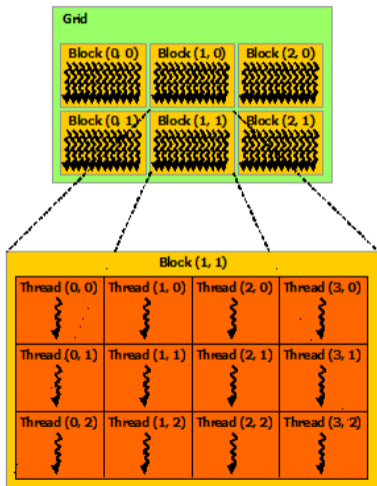 Grid
Block (0, 0) Block (1, 0) Block (2, 0)
Block (0, 1) Block (1, 1) Block (2, 1)
Block (1, 1)
Thread (0, 0) Thread (1, 0) Thread (2, 0) Thread (3, 0)
Thread (0, 1) Thread (1, 1) Thread (2, 1) Thread (3, 1)
Thread (0, 2) Thread (1, 2) Thread (2, 2) Thread (3, 2)